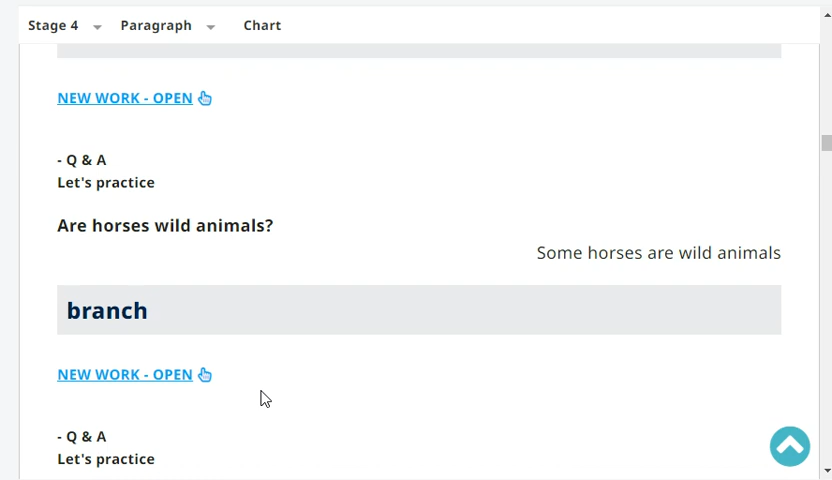 Stage 4 Paragraph Chart
NEW WORK - OPEN
- Q & A
Let's practice
Are horses wild animals?
Some horses are wild animals
branch
NEW WORK - OPEN
- Q & A
Let's practice